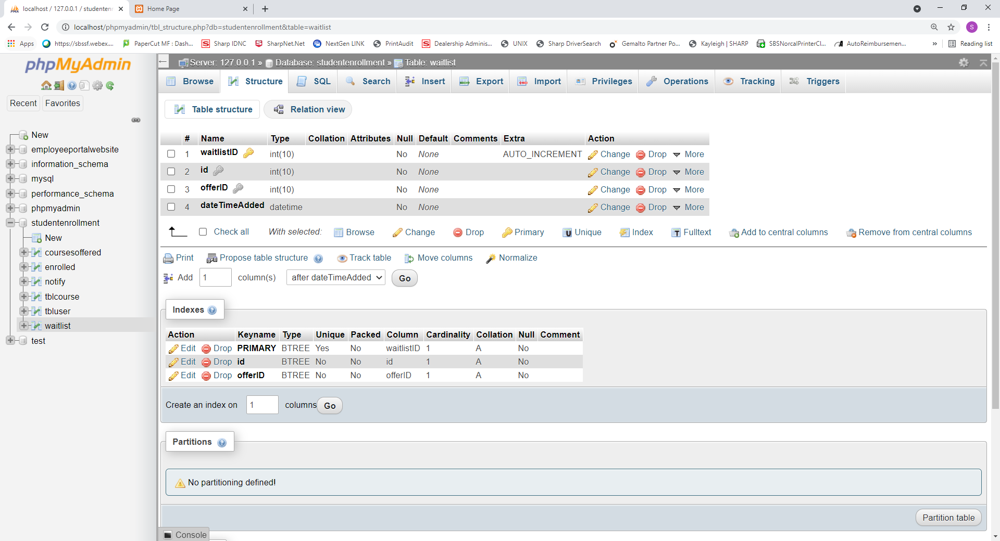 localhost / 127.0.0.1 / studentenr
Home Page
localhost/phpmyadmin/tbl_structure.php?db=studentenrollment&table=waitlist
S
Apps https://sbssf.webex.... PaperCut MF : Dash... Sharp IDNC SharpNet.Net NextGen LINK PrintAudit Dealership Adminis... UNIX Sharp DriverSearch Gemalto Partner Po... Kayleigh | SHARP SBSNorcalPrinterCl... AutoReimbursemen... » Reading list
phpMyAdmin
Recent Favorites
New
employeeportalwebsite
information_schema
mysql
performance_schema
phpmyadmin
studentenrollment
New
coursesoffered
enrolled
notify
tblcourse
tbluser
waitlist
test
Server: 127.0.0.1 » Database: studentenrollment » Table: waitlist
Browse Structure SQL Search Insert Export Import Privileges Operations Tracking Triggers
Table structure Relation view
# Name Type Collation Attributes Null Default Comments Extra Action
1 waitlistID int(10) No None AUTO_INCREMENT Change Drop More
2 id int(10) No None Change Drop More
3 offerID int(10) No None Change Drop More
4 dateTimeAdded datetime No None Change Drop More
Check all With selected: Browse Change Drop Primary Unique Index Fulltext Add to central columns Remove from central columns
Print Propose table structure Track table Move columns Normalize
Add 1 column(s) after dateTimeAdded Go
Indexes
Action Keyname Type Unique Packed Column Cardinality Collation Null Comment
Edit Drop PRIMARY BTREE Yes No waitlistID 1 A No
Edit Drop id BTREE No No id 1 A No
Edit Drop offerID BTREE No No offerID 1 A No
Create an index on 1 columns Go
Partitions
No partitioning defined!
Partition table
Console